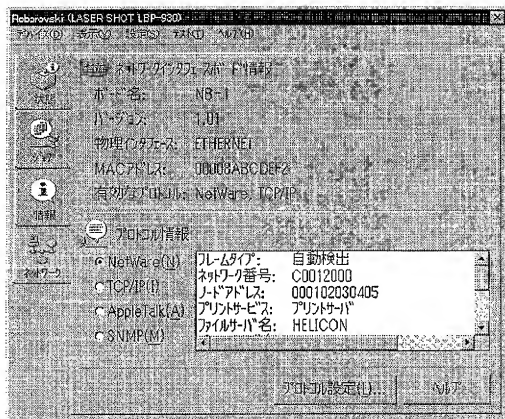 Roborovski (LASER SHOT LBP-930)
デバイス(D) 表示(V) 設定(S) テスト(T) ヘルプ(H)
状態
ジョブ
情報
ネットワーク
ネットワークインタフェースボード情報
ボード名: NB-1
バージョン: 1.01
物理インタフェース: ETHERNET
MACアドレス: 00008ABCDEF2
有効なプロトコル: NetWare, TCP/IP
プロトコル情報
NetWare(N)
TCP/IP(I)
AppleTalk(A)
SNMP(M)
フレームタイプ: 自動検出
ネットワーク番号: C0012000
ノードアドレス: 000102030405
プリントサービス: プリントサーバ
ファイルサーバ名: HELICON
プロトコル設定(L)... ヘルプ